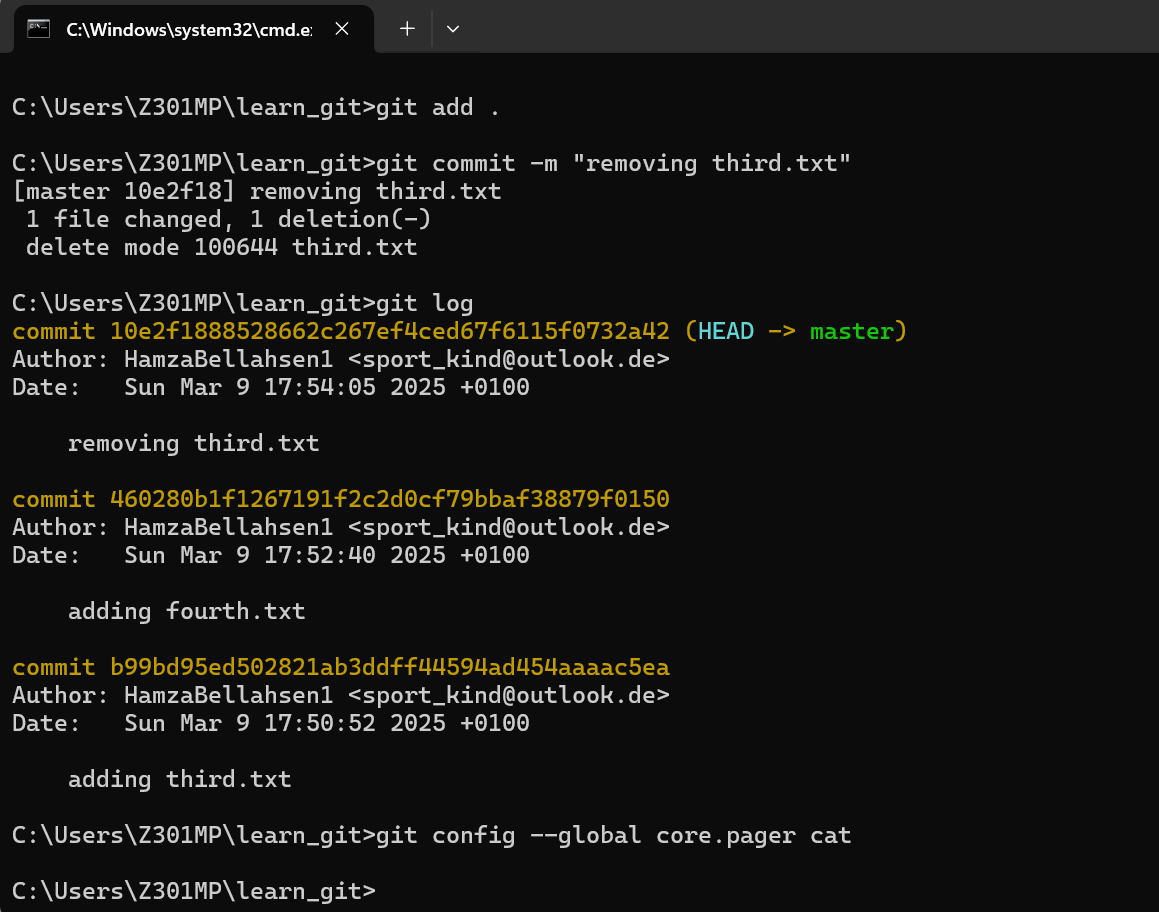 C:\Windows\system32\cmd.e
C:\Users\Z301MP\learn_git>git add .
C:\Users\Z301MP\learn_git>git commit -m "removing third.txt"
[master 10e2f18] removing third.txt
 1 file changed, 1 deletion(-)
 delete mode 100644 third.txt
C:\Users\Z301MP\learn_git>git log
commit 10e2f1888528662c267ef4ced67f6115f0732a42 (HEAD -> master)
Author: HamzaBellahsen1 <sport_kind@outlook.de>
Date:   Sun Mar 9 17:54:05 2025 +0100
    removing third.txt
commit 460280b1f1267191f2c2d0cf79bbaf38879f0150
Author: HamzaBellahsen1 <sport_kind@outlook.de>
Date:   Sun Mar 9 17:52:40 2025 +0100
    adding fourth.txt
commit b99bd95ed502821ab3ddff44594ad454aaaac5ea
Author: HamzaBellahsen1 <sport_kind@outlook.de>
Date:   Sun Mar 9 17:50:52 2025 +0100
    adding third.txt
C:\Users\Z301MP\learn_git>git config --global core.pager cat
C:\Users\Z301MP\learn_git>